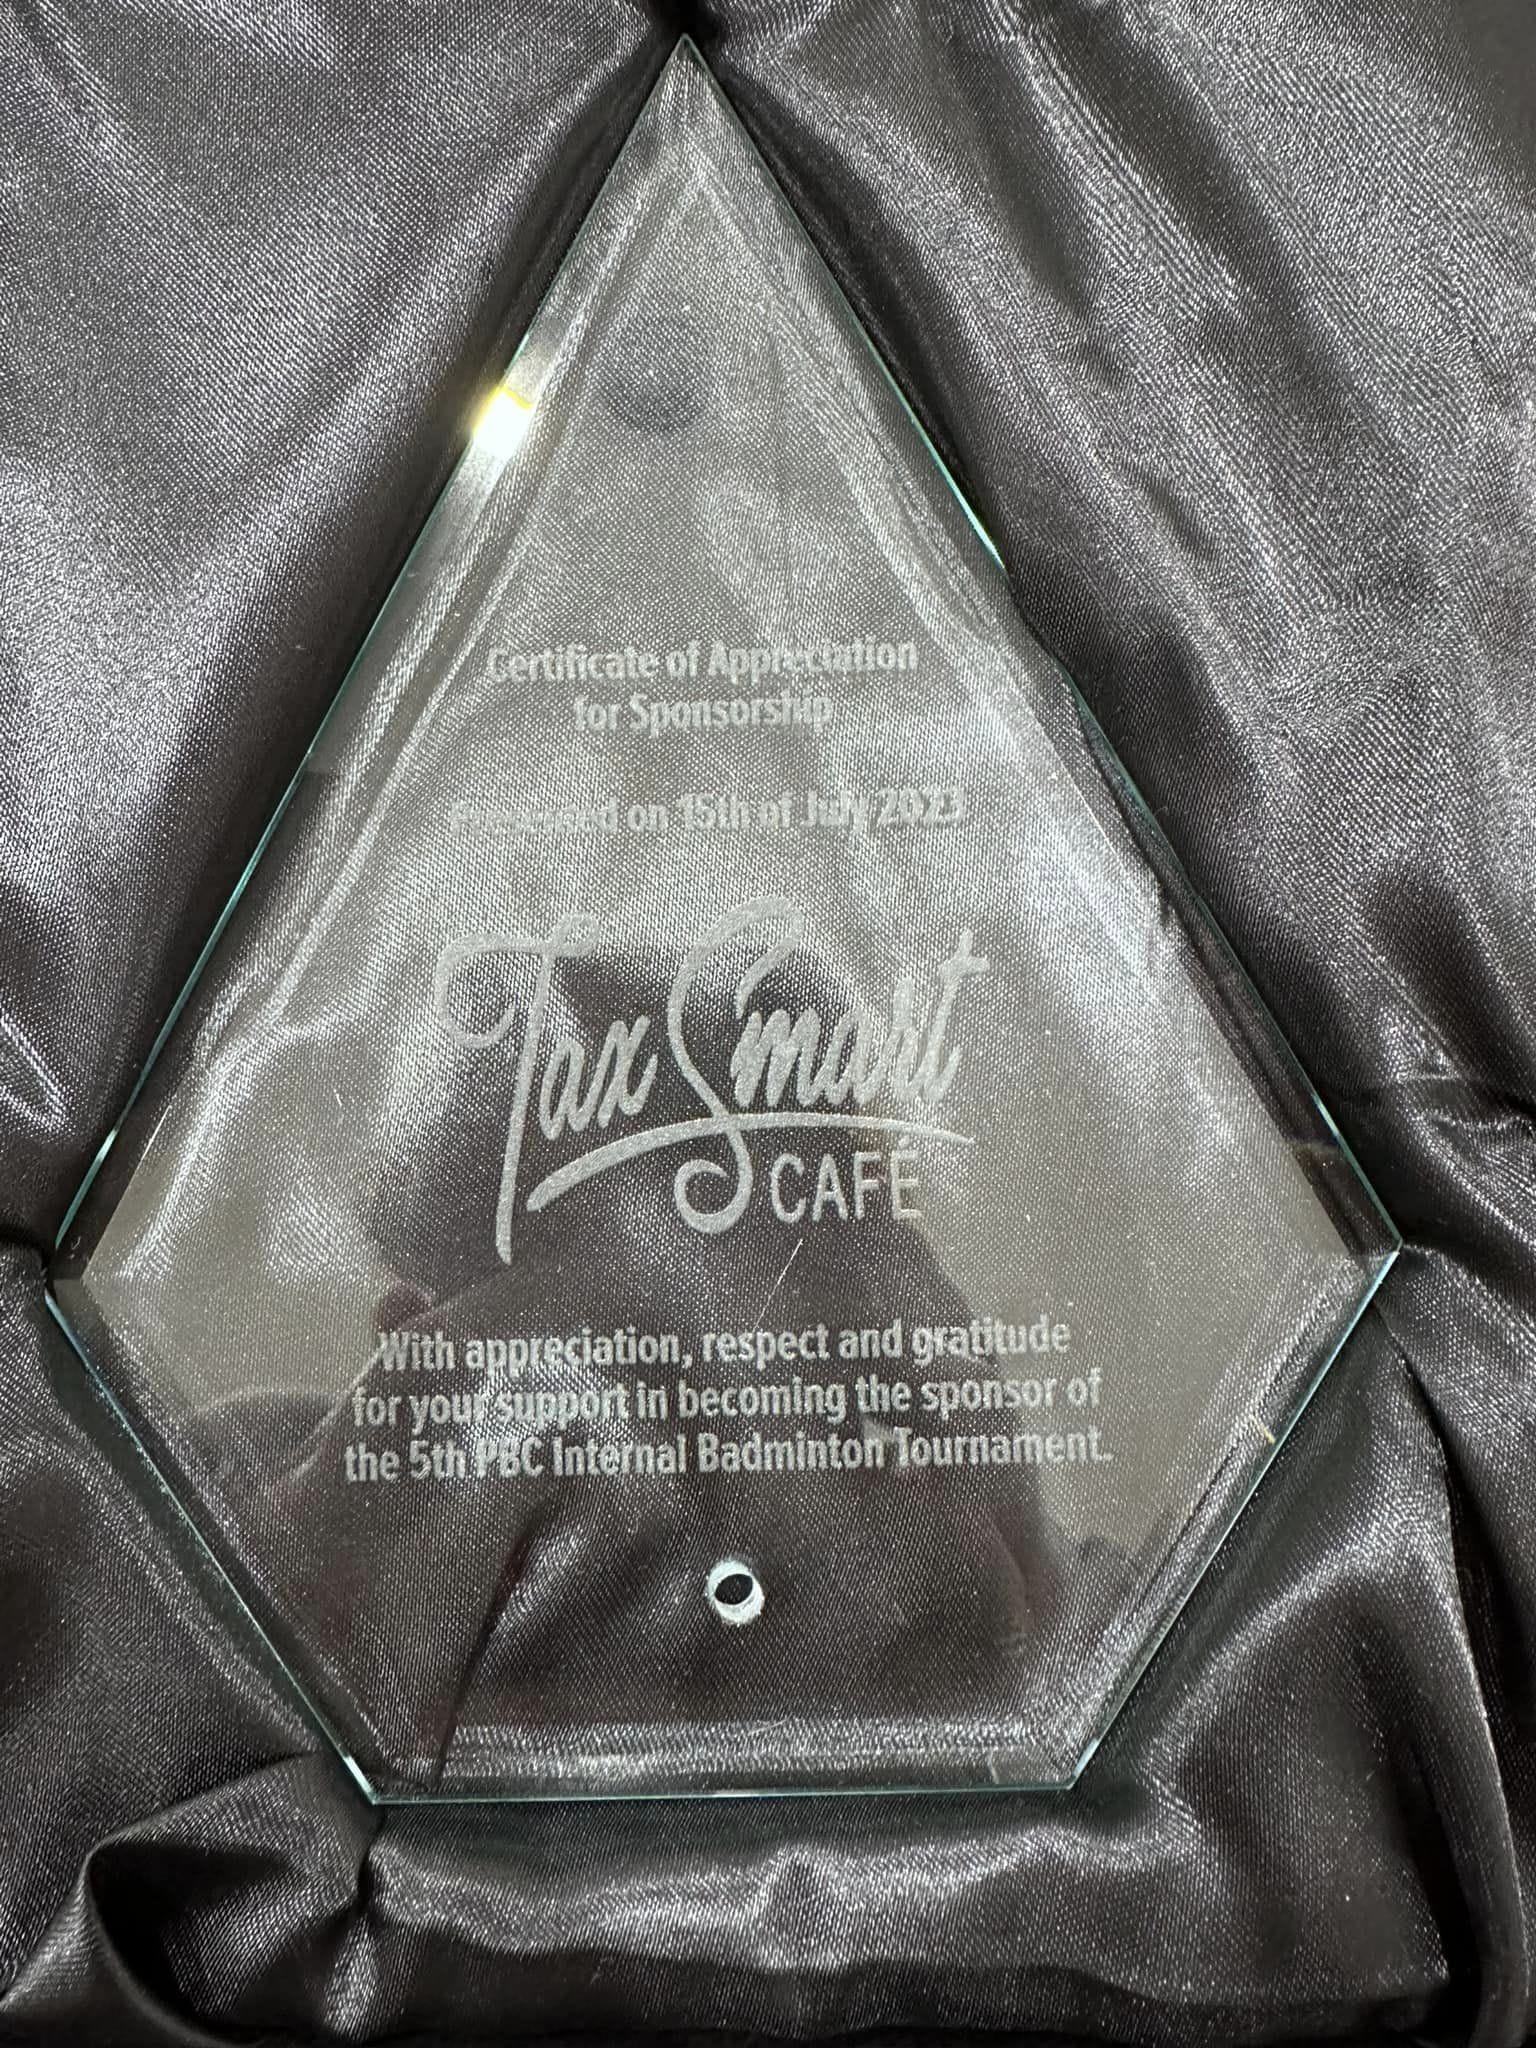 Certificate of Appreciation
for Sponsorship
Presented on 15th of July 2023
Tax Smart
CAFÉ
With appreciation, respect and gratitude
for your support in becoming the sponsor of
the 5th PBC Internal Badminton Tournament.